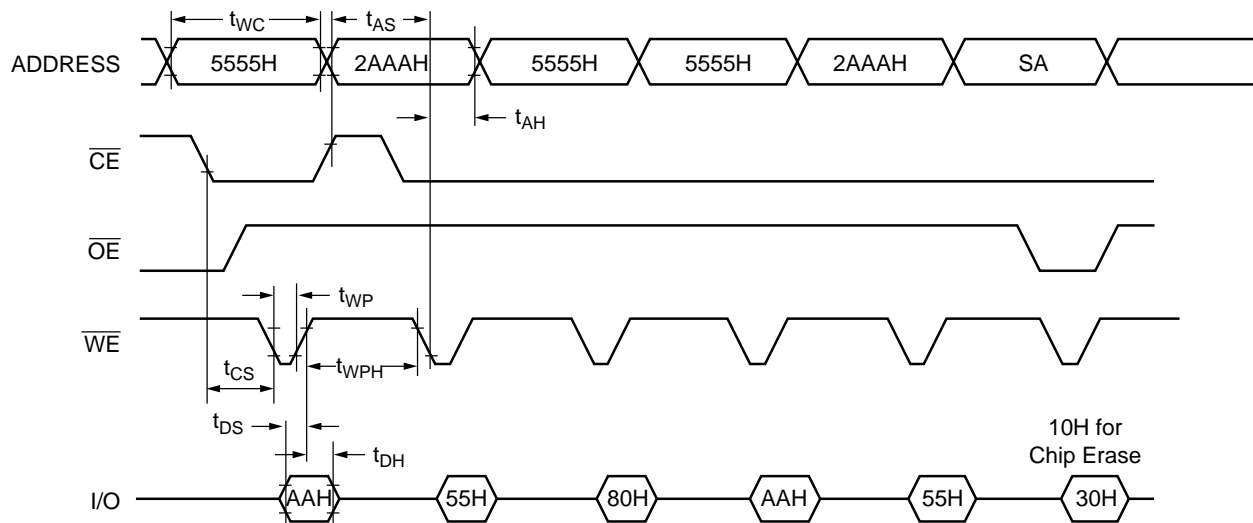 tWC
tAS
ADDRESS
5555H
2AAAH
5555H
5555H
2AAAH
SA
tAH
CE
OE
tWP
WE
tCS
tWPH
tDS
tDH
10H for
Chip Erase
I/O
AAH
55H
80H
AAH
55H
30H